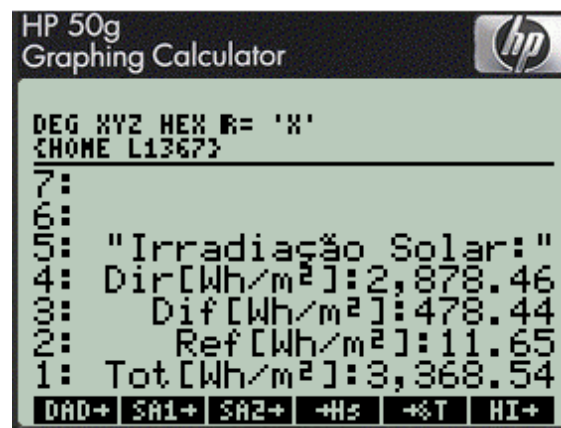 HP 50g
Graphing Calculator
hp
DEG XYZ HEX R= 'X'
{HOME L1367}
7:
6:
5: "Irradiação Solar:"
4: Dir[Wh/m²]:2,878.46
3: Dif[Wh/m²]:478.44
2: Ref[Wh/m²]:11.65
1: Tot[Wh/m²]:3,368.54
DAD→ SA1→ SA2→ →Hs →%T HI→